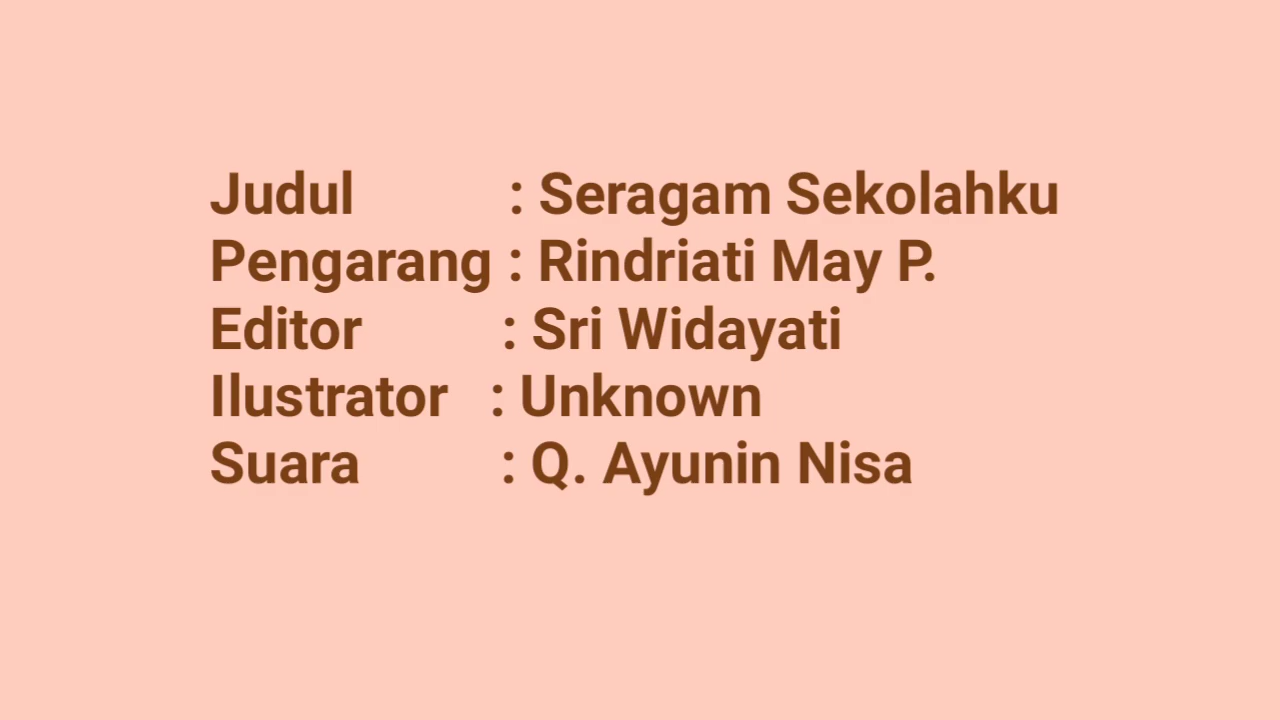 Judul : Seragam Sekolahku
Pengarang : Rindriati May P.
Editor : Sri Widayati
Ilustrator : Unknown
Suara : Q. Ayunin Nisa